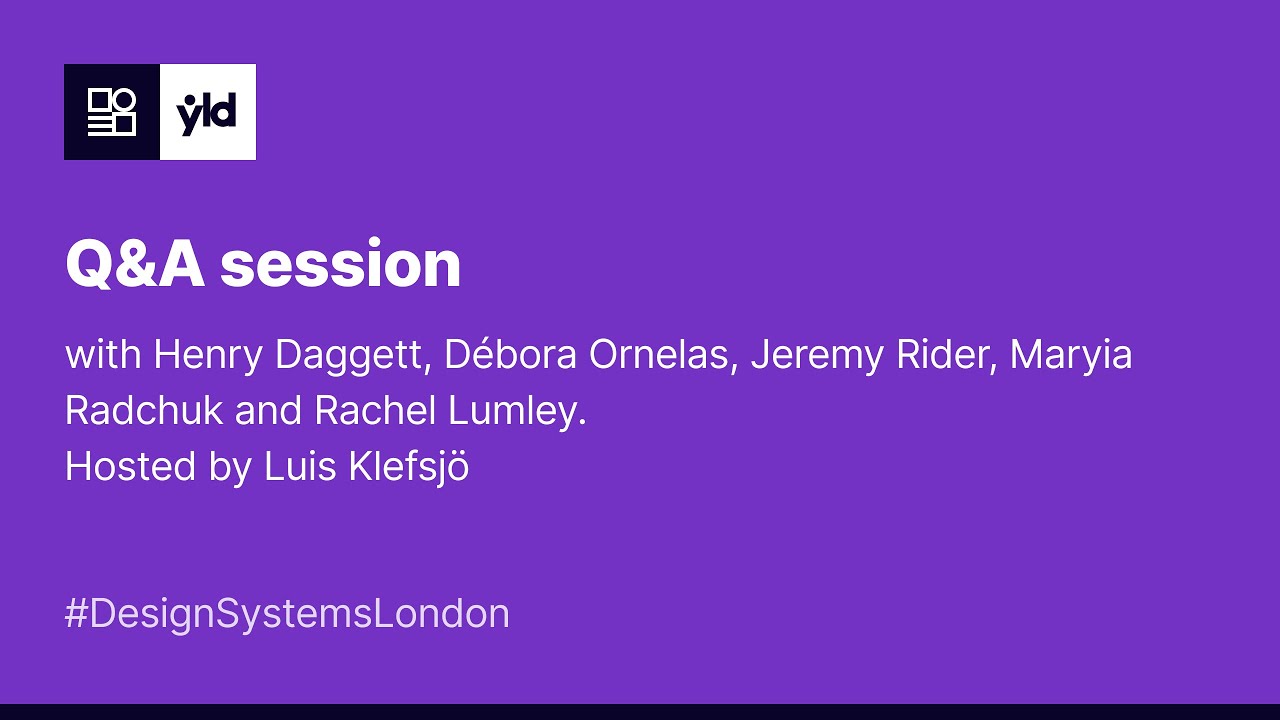 yld
Q&A session
with Henry Daggett, Débora Ornelas, Jeremy Rider, Maryia
Radchuk and Rachel Lumley.
Hosted by Luis Klefsjö
#DesignSystemsLondon